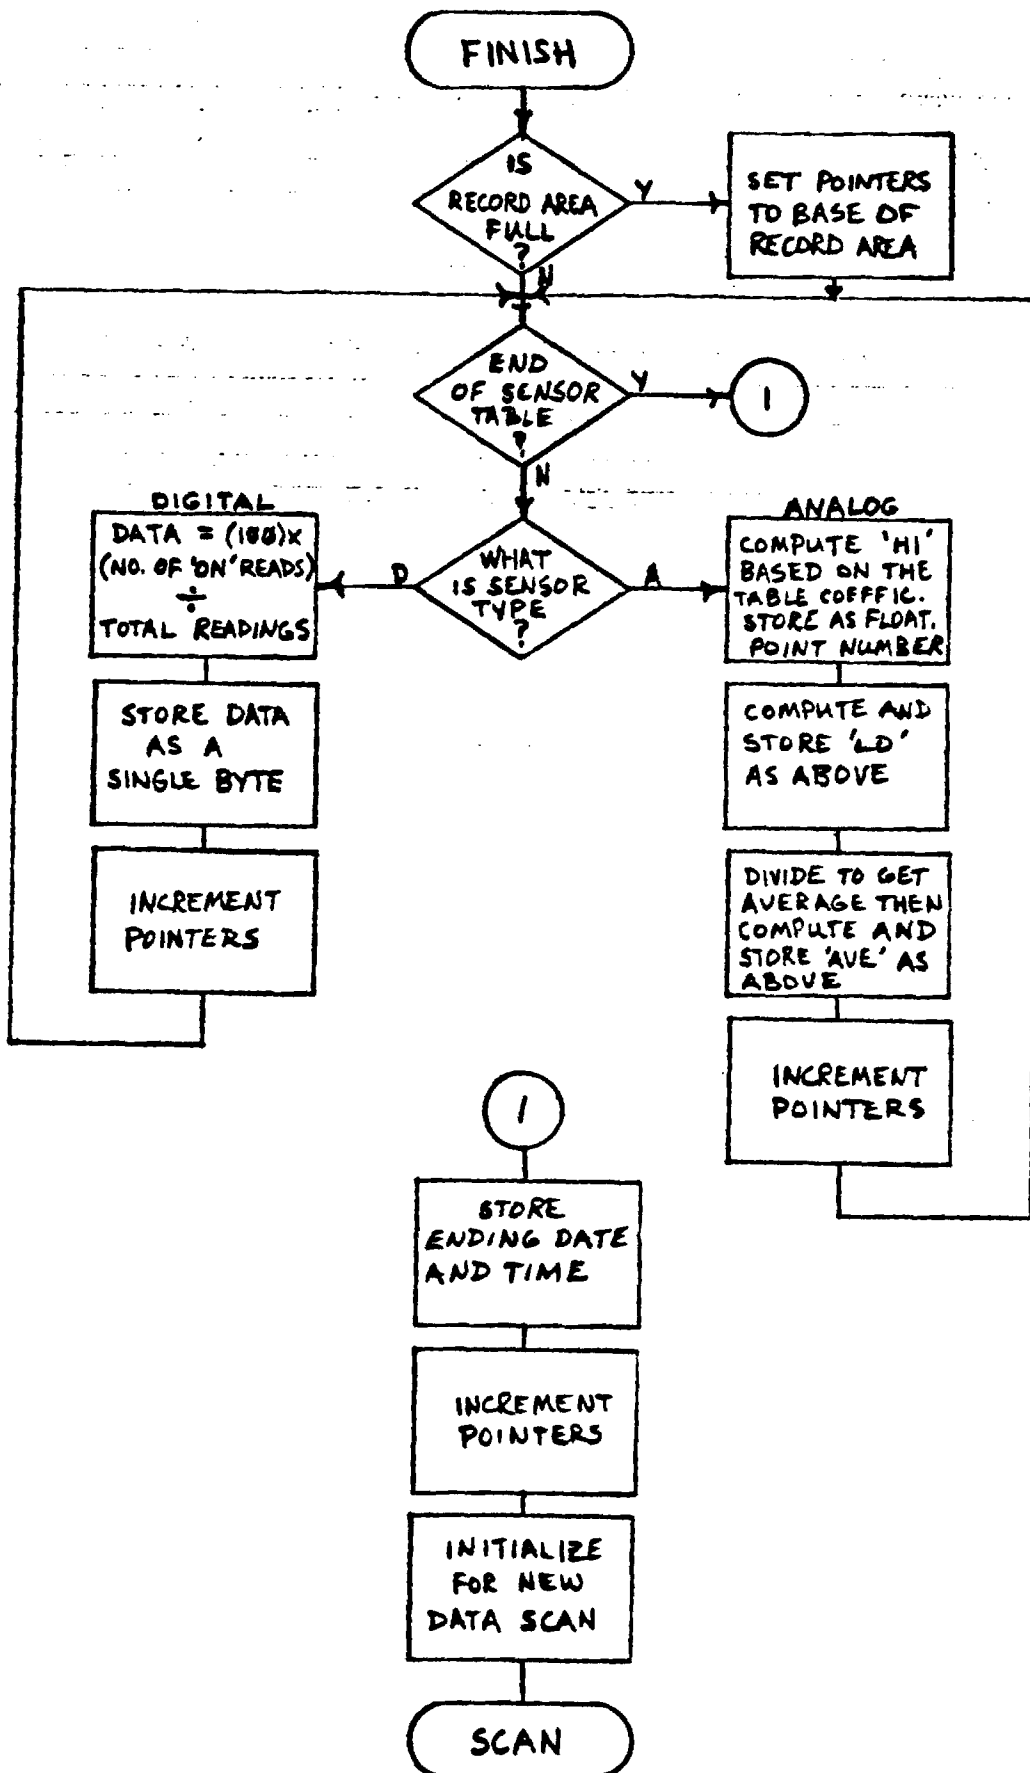 FINISH
IS
RECORD AREA
FULL
?
Y
SET POINTERS
TO BASE OF
RECORD AREA
N
END
OF SENSOR
TABLE
?
Y
1
N
WHAT
IS SENSOR
TYPE
?
D
DIGITAL
DATA = (100)x
(NO. OF 'ON' READS)
÷
TOTAL READINGS
STORE DATA
AS A
SINGLE BYTE
INCREMENT
POINTERS
A
ANALOG
COMPUTE 'HI'
BASED ON THE
TABLE COFFFIC.
STORE AS FLOAT.
POINT NUMBER
COMPUTE AND
STORE 'LO'
AS ABOVE
DIVIDE TO GET
AVERAGE THEN
COMPUTE AND
STORE 'AVE' AS
ABOVE
INCREMENT
POINTERS
1
STORE
ENDING DATE
AND TIME
INCREMENT
POINTERS
INITIALIZE
FOR NEW
DATA SCAN
SCAN